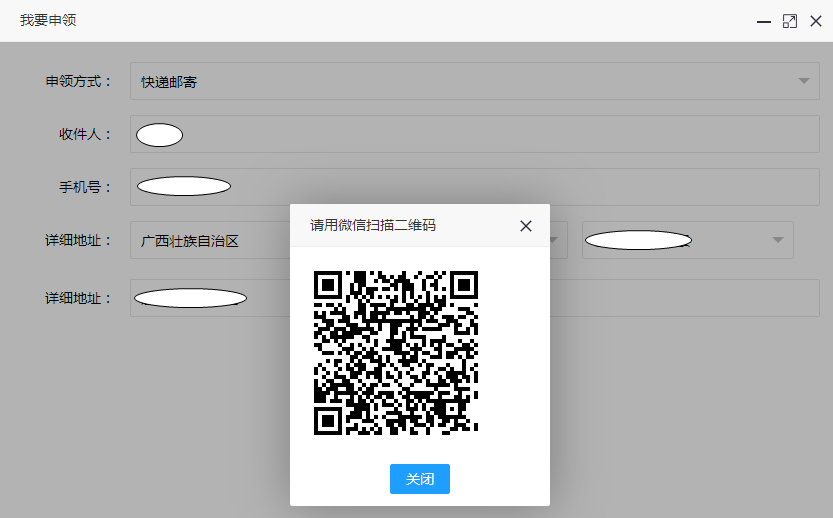 我要申领
申领方式：
快递邮寄
收件人：
手机号：
详细地址：
广西壮族自治区
详细地址：
请用微信扫描二维码
关闭